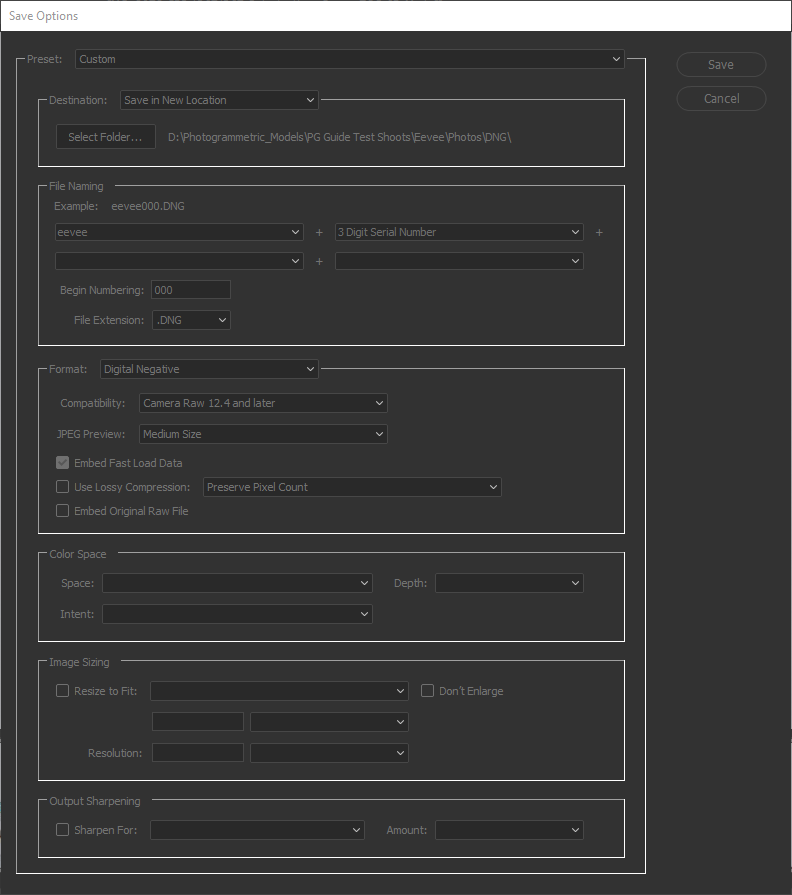 Save Options
Preset: Custom
Save
Cancel
Destination: Save in New Location
Select Folder... D:\Photogrammetric_Models\PG Guide Test Shoots\Eevee\Photos\DNG\
File Naming
Example: eevee000.DNG
eevee + 3 Digit Serial Number +
+
Begin Numbering: 000
File Extension: .DNG
Format: Digital Negative
Compatibility: Camera Raw 12.4 and later
JPEG Preview: Medium Size
Embed Fast Load Data
Use Lossy Compression: Preserve Pixel Count
Embed Original Raw File
Color Space
Space: Depth:
Intent:
Image Sizing
Resize to Fit: Don't Enlarge
Resolution:
Output Sharpening
Sharpen For: Amount: